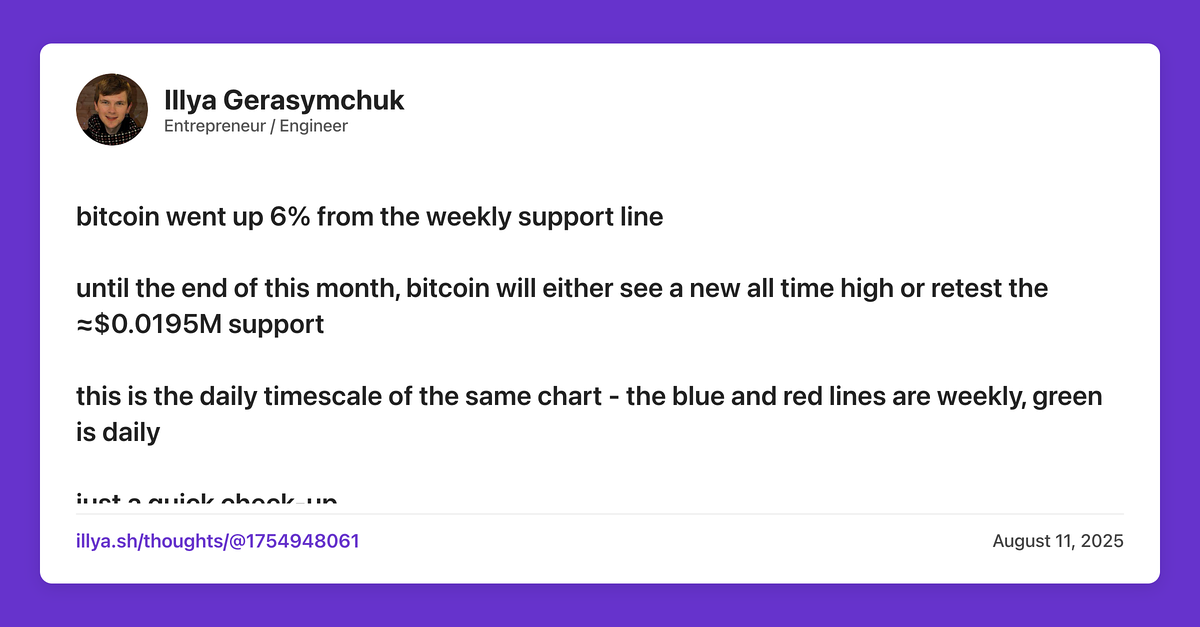 Illya Gerasymchuk
Entrepreneur / Engineer
bitcoin went up 6% from the weekly support line
until the end of this month, bitcoin will either see a new all time high or retest the
≈$0.0195M support
this is the daily timescale of the same chart - the blue and red lines are weekly, green
is daily
just a quick check-up
illya.sh/thoughts/@1754948061
August 11, 2025